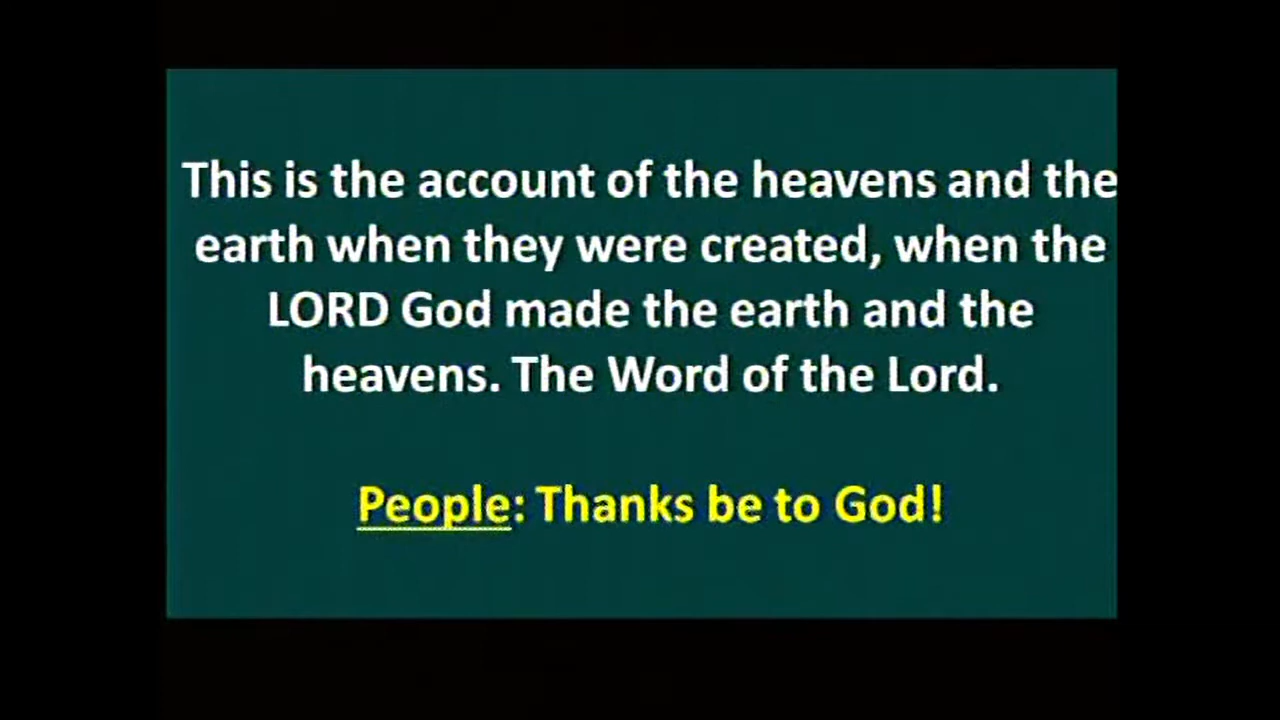 This is the account of the heavens and the
earth when they were created, when the
LORD God made the earth and the
heavens. The Word of the Lord.
People: Thanks be to God!